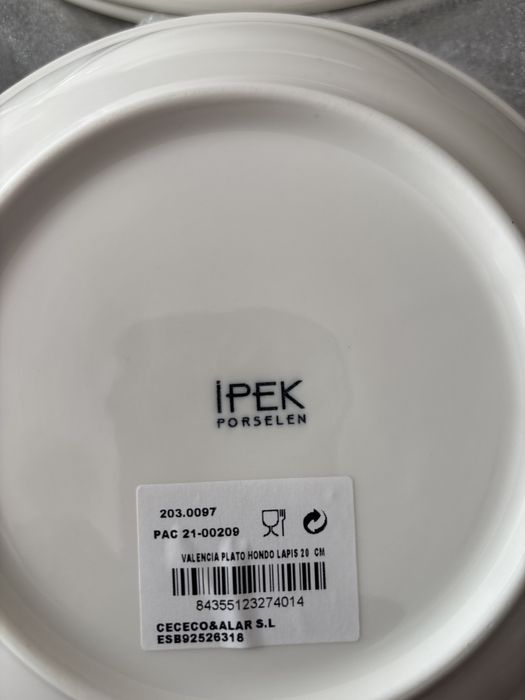 İPEK
PORSELEN
203.0097
PAC 21-00209
VALENCIA PLATO HONDO LAPIS 20 CM
84355123274014
CECECO&ALAR S.L
ESB92526318